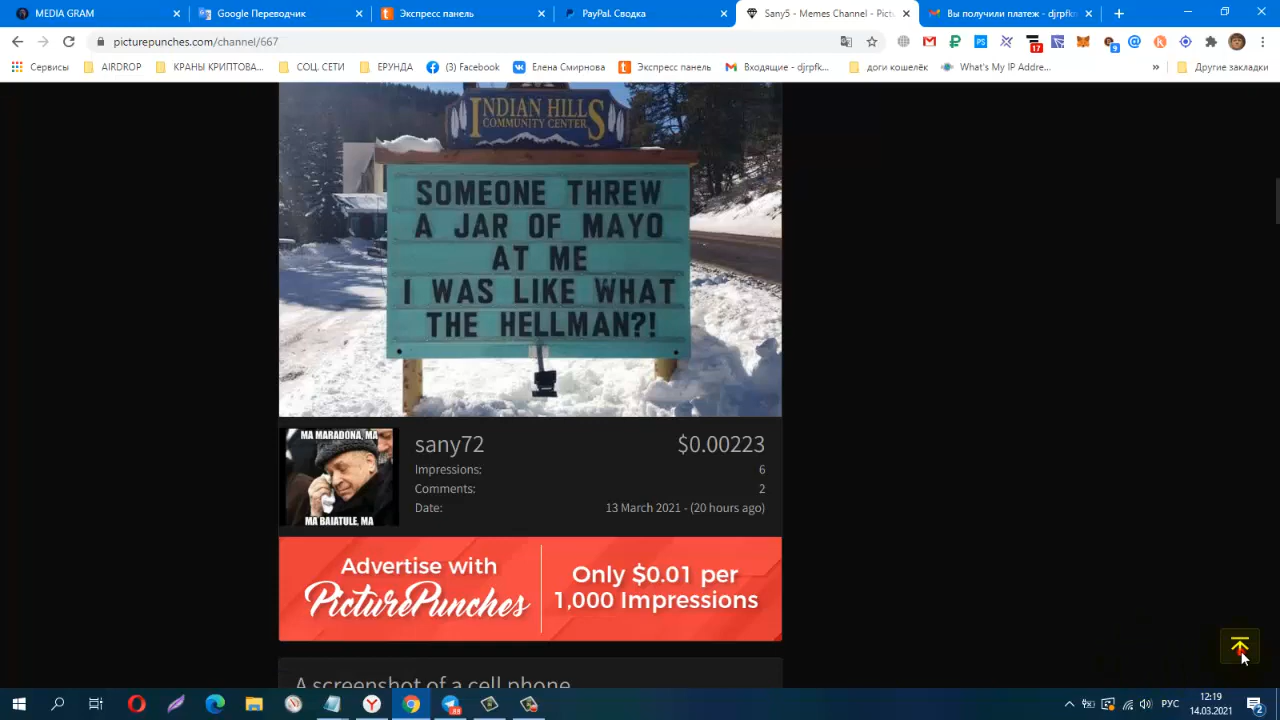 MEDIA GRAM
Google Переводчик
Экспресс панель
PayPal. Сводка
Sany5 - Memes Channel - Pictu
Вы получили платеж - djrpfk
picturepunches.com/channel/667
17
9
Сервисы
AIRDROP
КРАНЫ КРИПТОВА...
СОЦ. СЕТИ
ЕРУНДА
(3) Facebook
Елена Смирнова
Экспресс панель
Входящие - djrpfk...
доги кошелёк
What's My IP Addre...
»
Другие закладки
INDIAN HILLS
COMMUNITY CENTER
SOMEONE THREW
A JAR OF MAYO
AT ME
I WAS LIKE WHAT
THE HELLMAN?!
MA MARADONA, MA
MA BAIATULE, MA
sany72
$0.00223
Impressions:
6
Comments:
2
Date:
13 March 2021 - (20 hours ago)
Advertise with
PicturePunches
Only $0.01 per
1,000 Impressions
A screenshot of a cell phone
РУС
12:19
14.03.2021
2